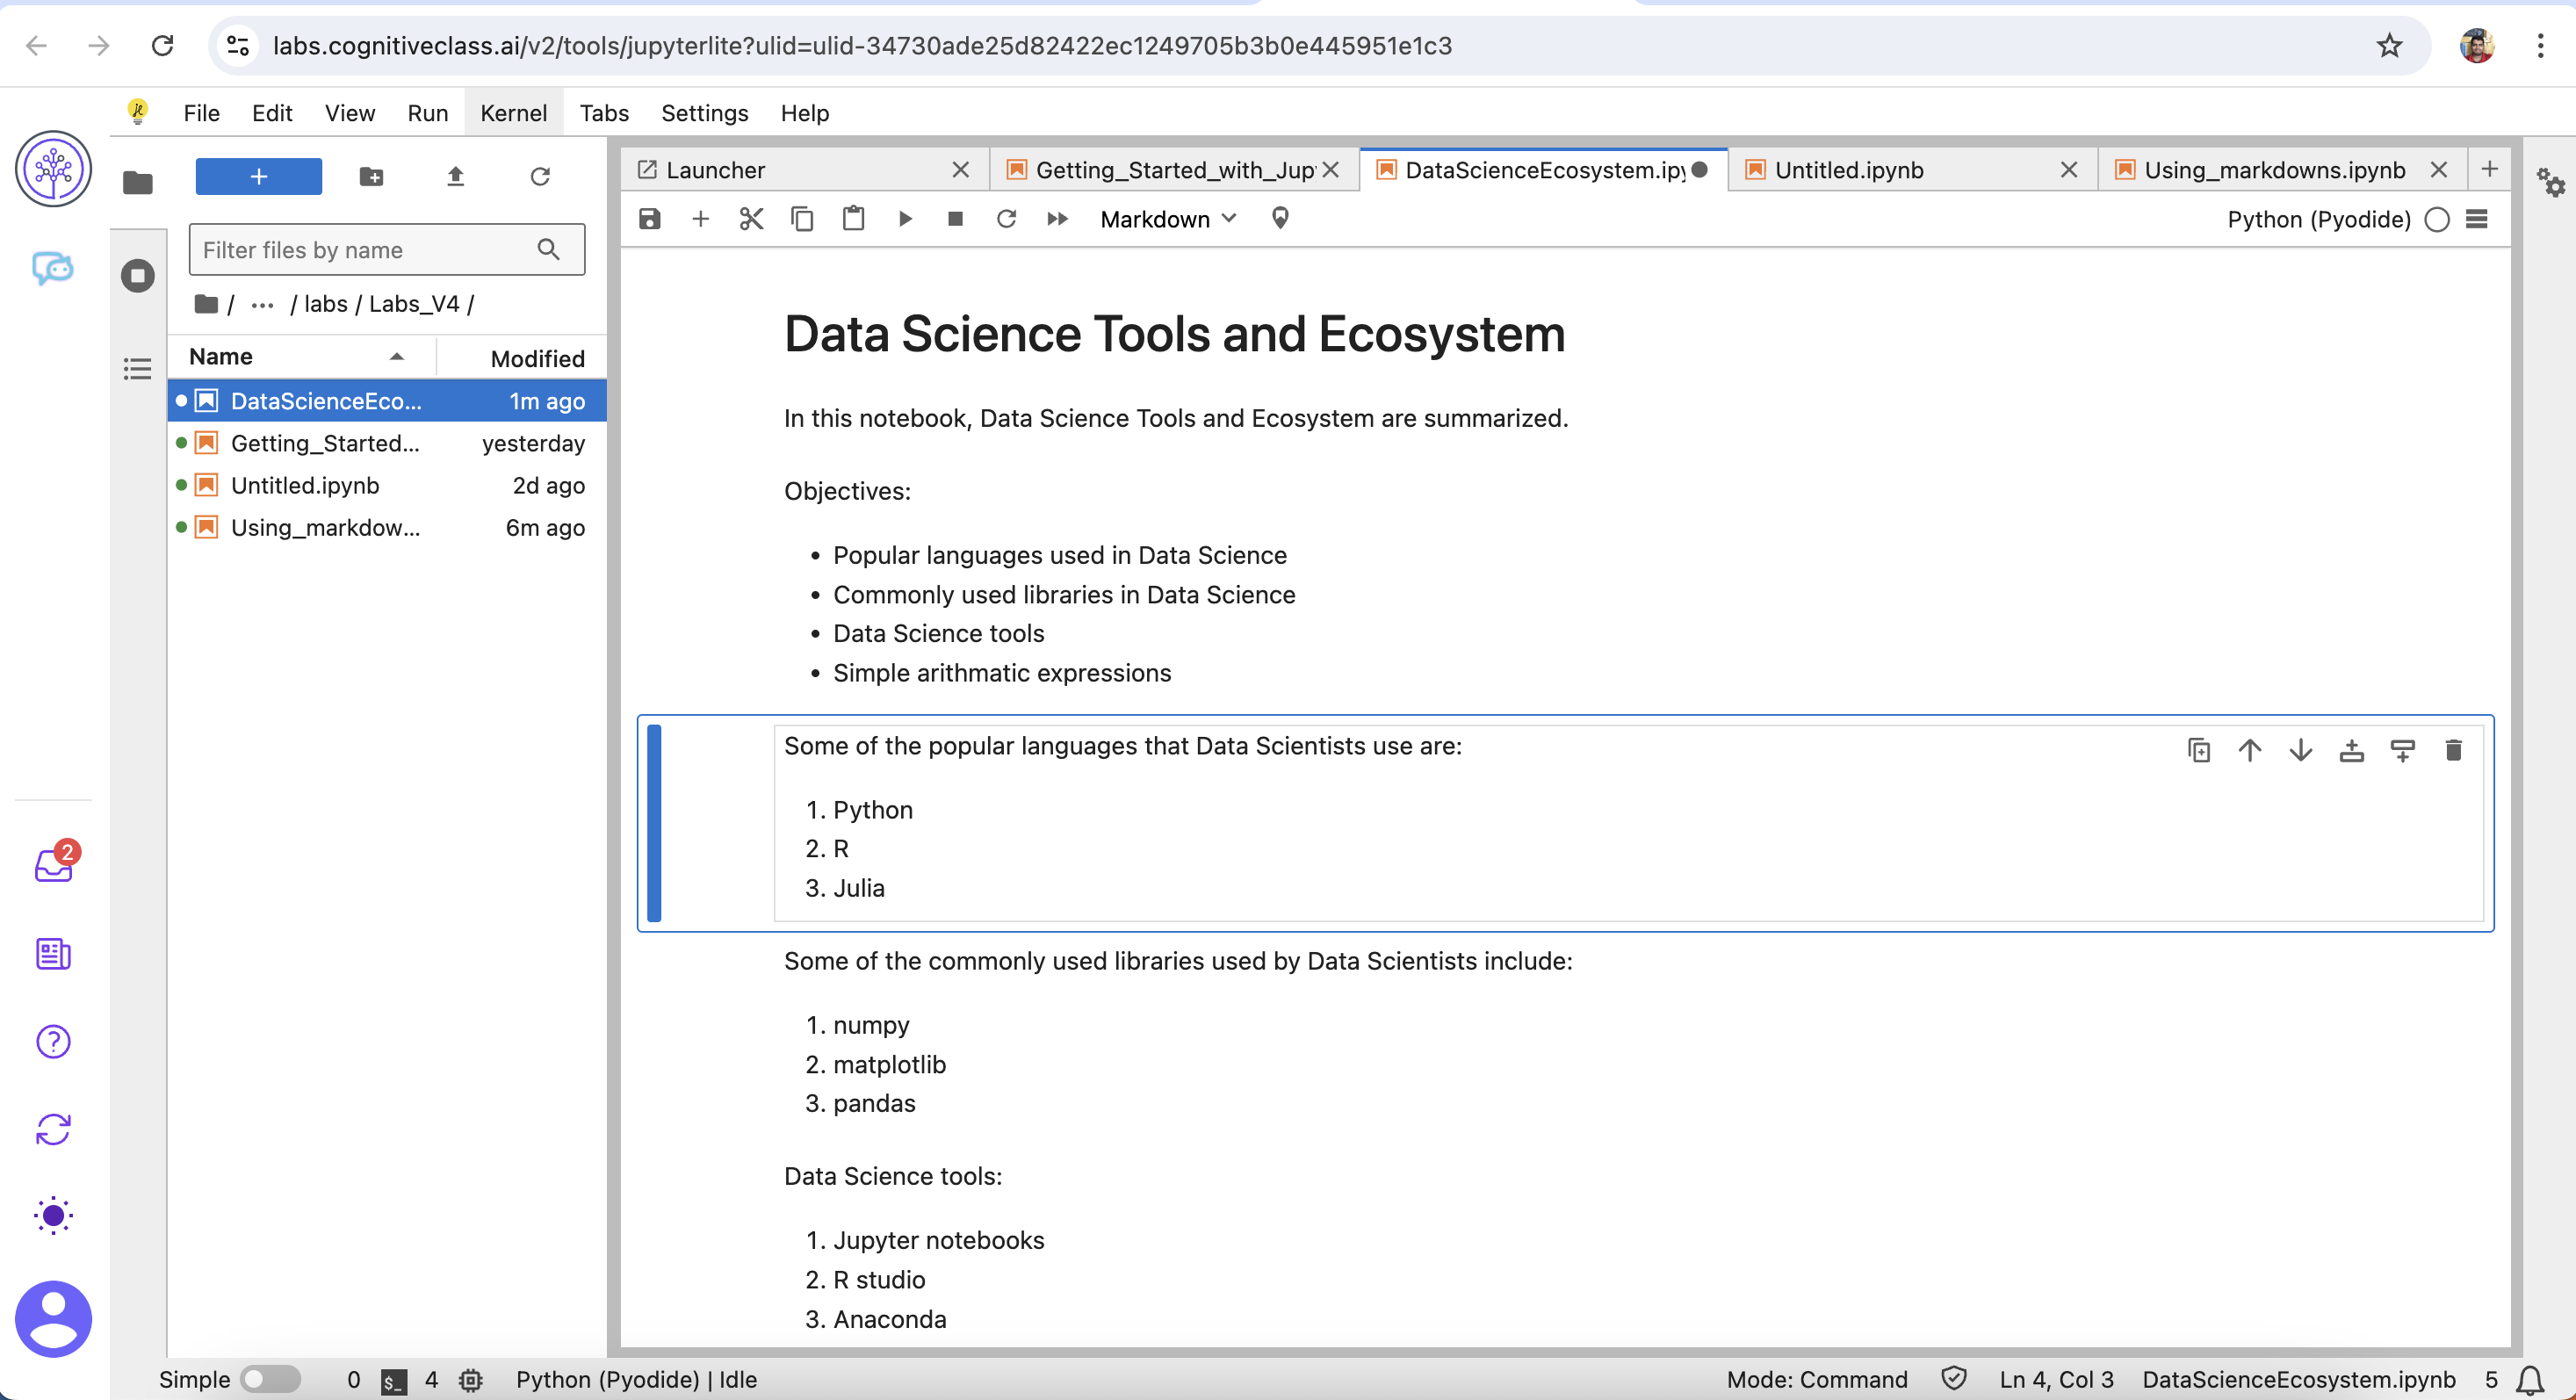 labs.cognitiveclass.ai/v2/tools/jupyterlite?ulid=ulid-34730ade25d82422ec1249705b3b0e445951e1c3
File Edit View Run Kernel Tabs Settings Help
+
Filter files by name
/ ... / labs / Labs_V4 /
Name Modified
DataScienceEco... 1m ago
Getting_Started... yesterday
Untitled.ipynb 2d ago
Using_markdow... 6m ago
2
Launcher Getting_Started_with_Jup DataScienceEcosystem.ipy Untitled.ipynb Using_markdowns.ipynb +
Markdown Python (Pyodide)
Data Science Tools and Ecosystem
In this notebook, Data Science Tools and Ecosystem are summarized.
Objectives:
• Popular languages used in Data Science
• Commonly used libraries in Data Science
• Data Science tools
• Simple arithmatic expressions
Some of the popular languages that Data Scientists use are:
1. Python
2. R
3. Julia
Some of the commonly used libraries used by Data Scientists include:
1. numpy
2. matplotlib
3. pandas
Data Science tools:
1. Jupyter notebooks
2. R studio
3. Anaconda
Simple 0 $_ 4 Python (Pyodide) | Idle Mode: Command Ln 4, Col 3 DataScienceEcosystem.ipynb 5